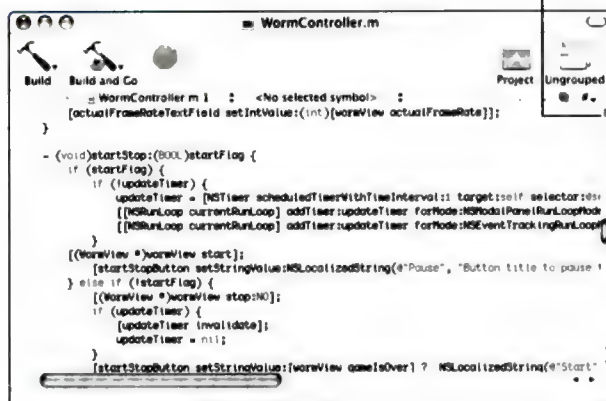 WormController.m
Build Build and Go Project Ungrouped
WormController m 1 <No selected symbol>
[actualFrameRateTextField setIntValue:(int)[wormView actualFrameRate]];
}
- (void)startStop:(BOOL)startFlag {
if (startFlag) {
if (!updateTimer) {
updateTimer = [NSTimer scheduledTimerWithTimeInterval:1 target:self selector:@se
[[NSRunLoop currentRunLoop] addTimer:updateTimer forMode:NSModalPanelRunLoopMode
[[NSRunLoop currentRunLoop] addTimer:updateTimer forMode:NSEventTrackingRunLoop
}
[(WormView *)wormView start];
[startStopButton setStringValue:NSLocalizedString(@"Pause", "Button title to pause t
} else if (!startFlag) {
[(WormView *)wormView stop:NO];
if (updateTimer) {
[updateTimer invalidate];
updateTimer = nil;
}
[startStopButton setStringValue:[wormView gameIsOver] ? NSLocalizedString(@"Start"